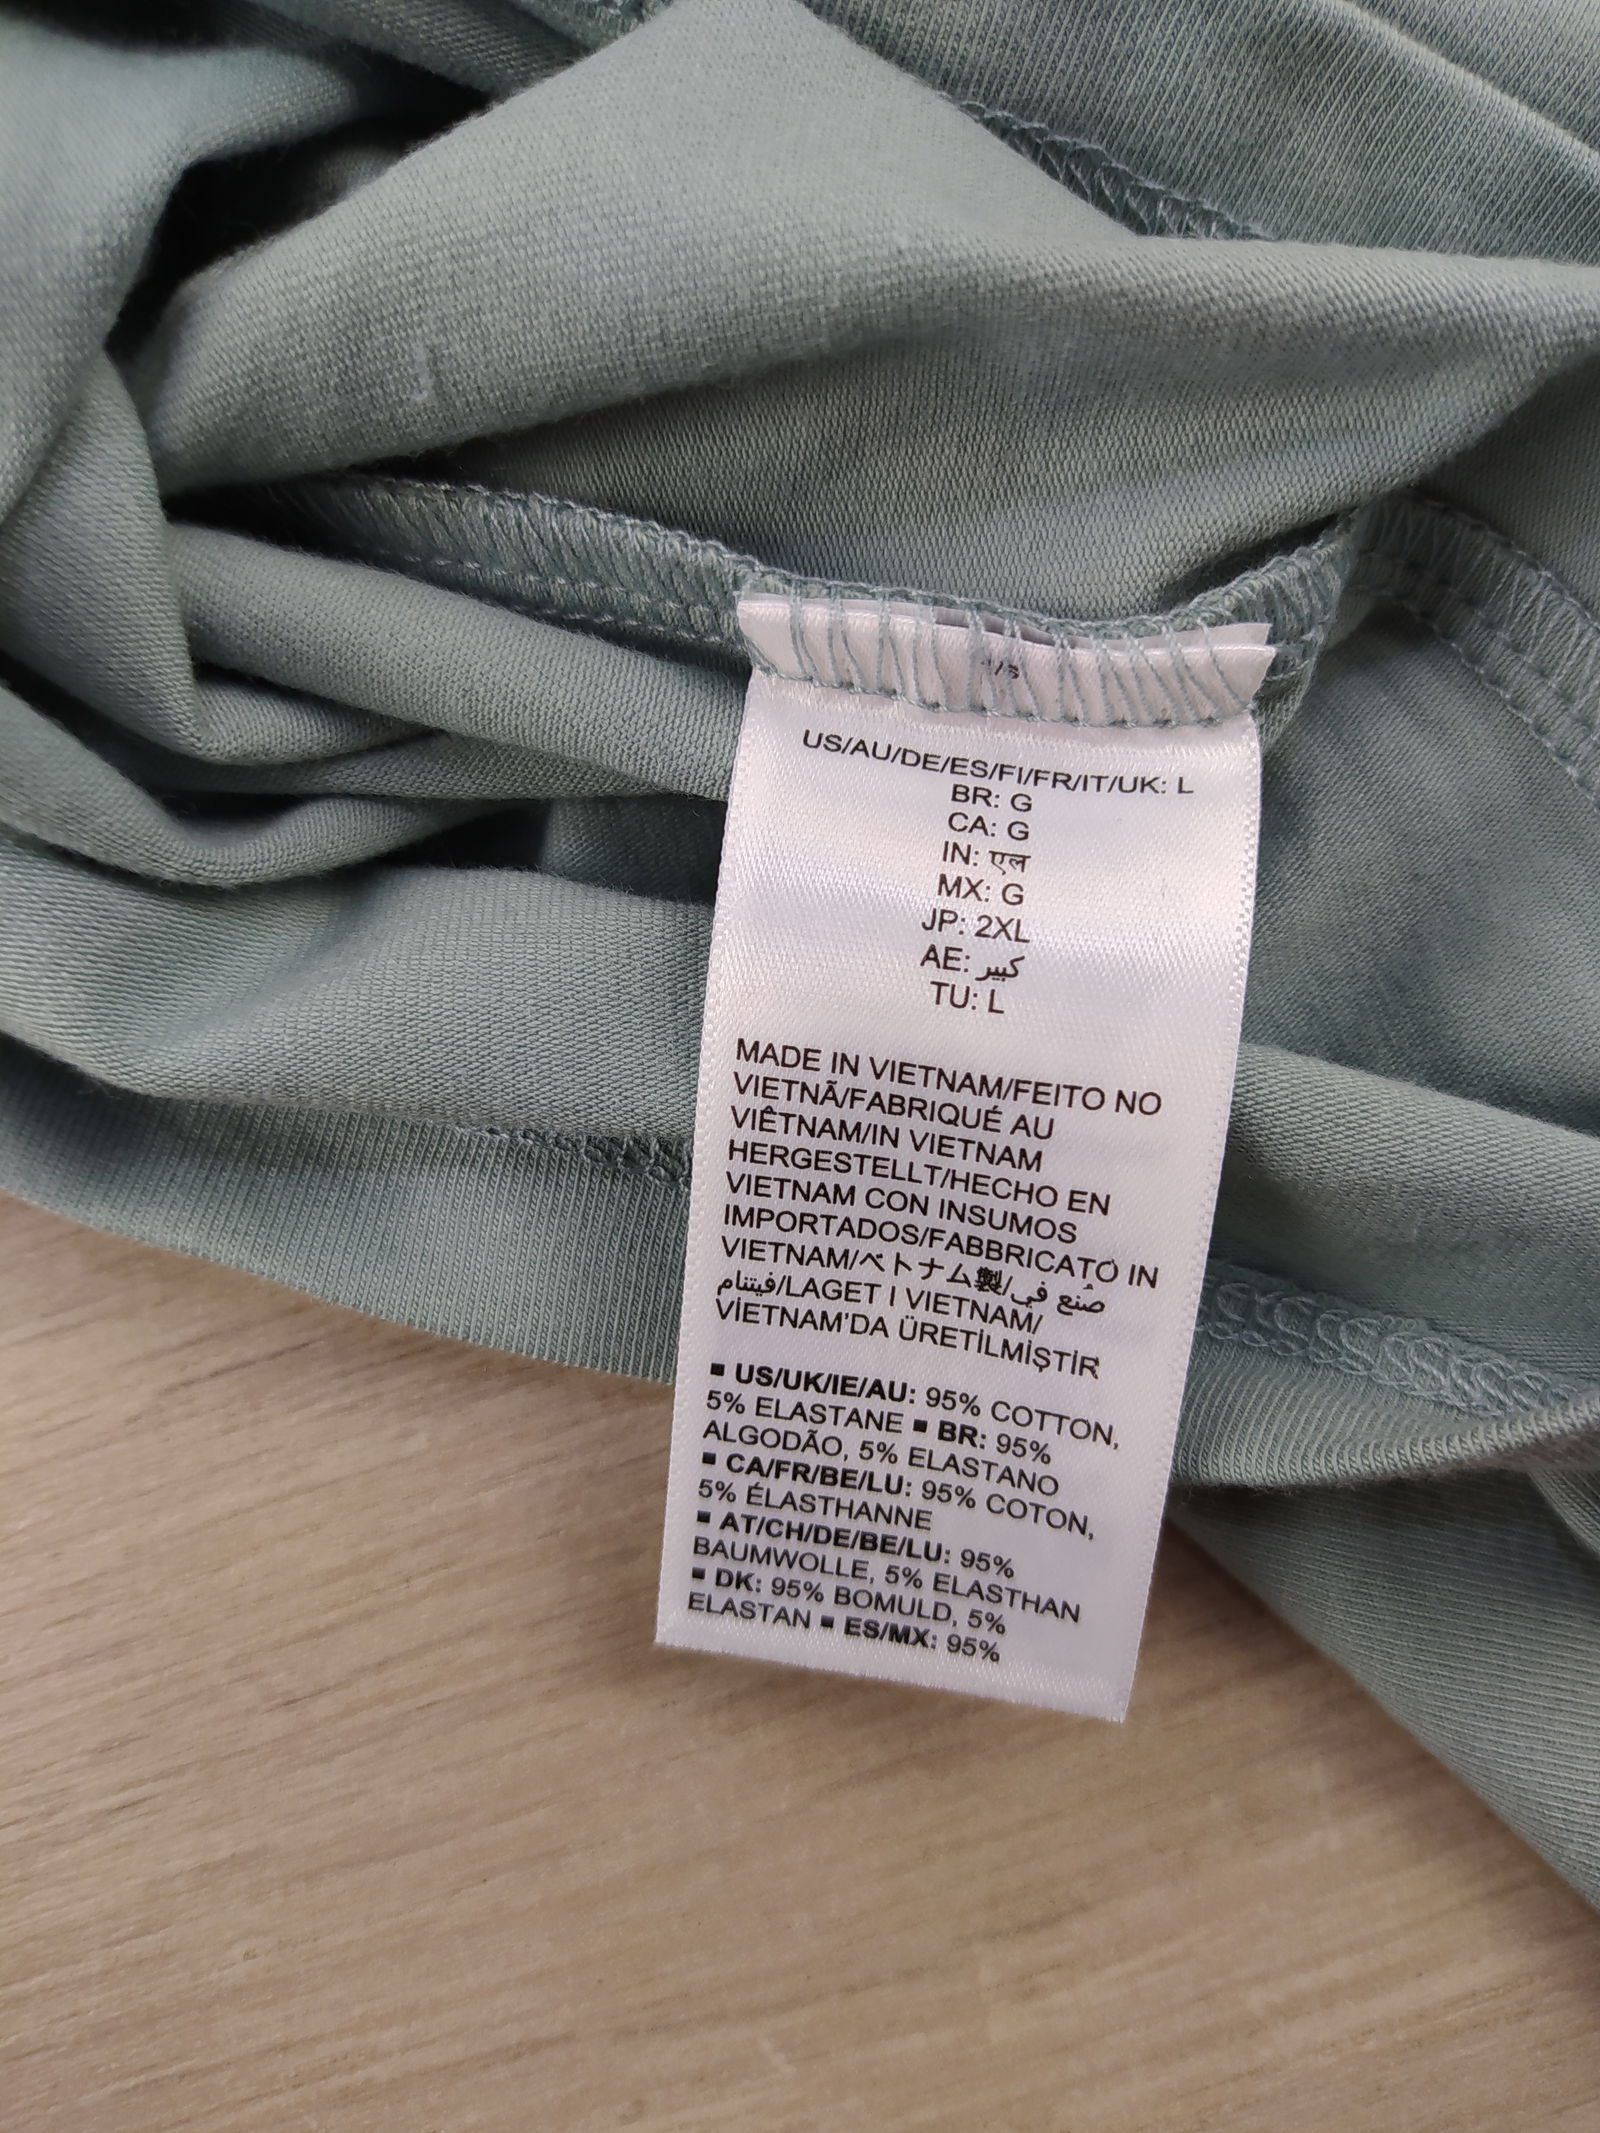 US/AU/DE/ES/FI/FR/IT/UK: L
BR: G
CA: G
IN: एल
MX: G
JP: 2XL
AE: كبير
TU: L
MADE IN VIETNAM/FEITO NO
VIETNÃ/FABRIQUÉ AU
VIÊTNAM/IN VIETNAM
HERGESTELLT/HECHO EN
VIETNAM CON INSUMOS
IMPORTADOS/FABBRICATO IN
VIETNAM/ベトナム製/صُنع في
فيتنام/LAGET I VIETNAM/
VİETNAM'DA ÜRETİLMİŞTİR
▪ US/UK/IE/AU: 95% COTTON,
5% ELASTANE ▪ BR: 95%
ALGODÃO, 5% ELASTANO
▪ CA/FR/BE/LU: 95% COTON,
5% ÉLASTHANNE
▪ AT/CH/DE/BE/LU: 95%
BAUMWOLLE, 5% ELASTHAN
▪ DK: 95% BOMULD, 5%
ELASTAN ▪ ES/MX: 95%